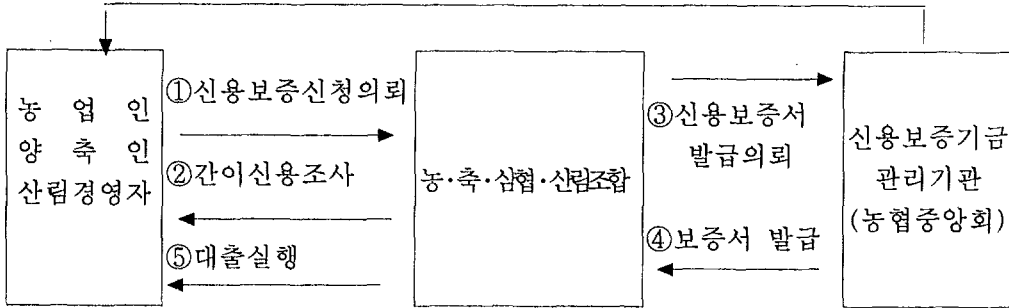 농 업 인
양 축 인
산림경영자
①신용보증신청의뢰
②간이신용조사
⑤대출실행
농·축·삼협·산림조합
③신용보증서
발급의뢰
④보증서 발급
신용보증기금
관리기관
(농협중앙회)